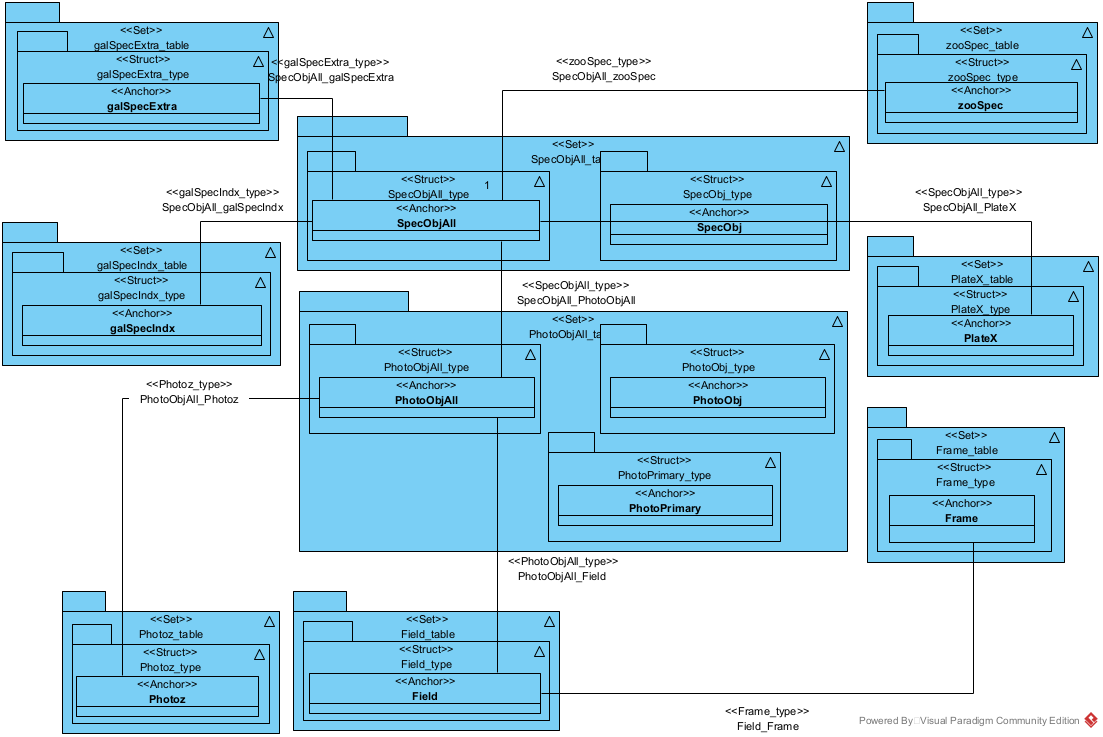 <<Set>>
galSpecExtra_table
<<Struct>>
galSpecExtra_type
<<Anchor>>
galSpecExtra
<<galSpecExtra_type>>
SpecObjAll_galSpecExtra
<<zooSpec_type>>
SpecObjAll_zooSpec
<<Set>>
zooSpec_table
<<Struct>>
zooSpec_type
<<Anchor>>
zooSpec
<<Set>>
SpecObjAll_ta
<<Struct>>
SpecObjAll_type
1
<<Anchor>>
SpecObjAll
<<Struct>>
SpecObj_type
<<Anchor>>
SpecObj
<<galSpecIndx_type>>
SpecObjAll_galSpecIndx
<<SpecObjAll_type>>
SpecObjAll_PlateX
<<Set>>
galSpecIndx_table
<<Struct>>
galSpecIndx_type
<<Anchor>>
galSpecIndx
<<Set>>
PlateX_table
<<Struct>>
PlateX_type
<<Anchor>>
PlateX
<<SpecObjAll_type>>
SpecObjAll_PhotoObjAll
<<Set>>
PhotoObjAll_ta
<<Struct>>
PhotoObjAll_type
<<Anchor>>
PhotoObjAll
<<Struct>>
PhotoObj_type
<<Anchor>>
PhotoObj
<<Photoz_type>>
PhotoObjAll_Photoz
<<Struct>>
PhotoPrimary_type
<<Anchor>>
PhotoPrimary
<<Set>>
Frame_table
<<Struct>>
Frame_type
<<Anchor>>
Frame
<<PhotoObjAll_type>>
PhotoObjAll_Field
<<Set>>
Photoz_table
<<Struct>>
Photoz_type
<<Anchor>>
Photoz
<<Set>>
Field_table
<<Struct>>
Field_type
<<Anchor>>
Field
<<Frame_type>>
Field_Frame
Powered By Visual Paradigm Community Edition